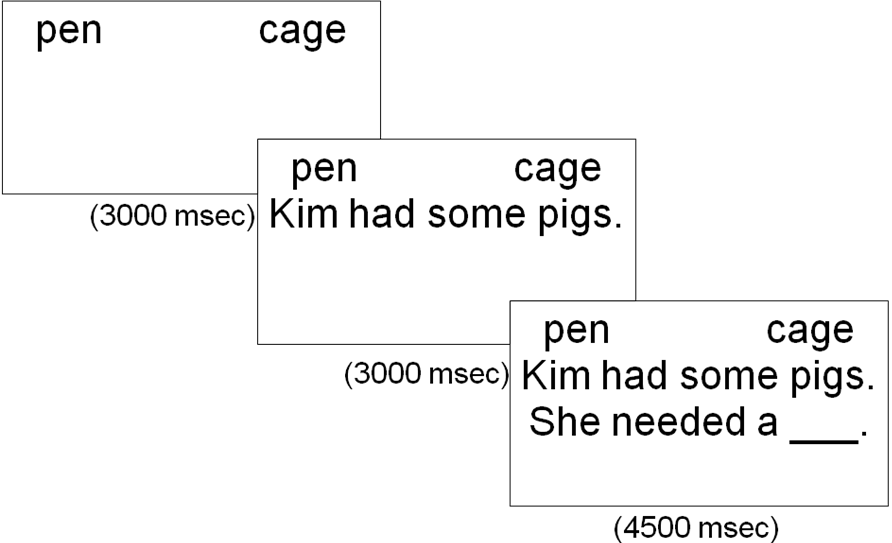 pen cage
(3000 msec)
pen cage
Kim had some pigs.
(3000 msec)
pen cage
Kim had some pigs.
She needed a ___.
(4500 msec)